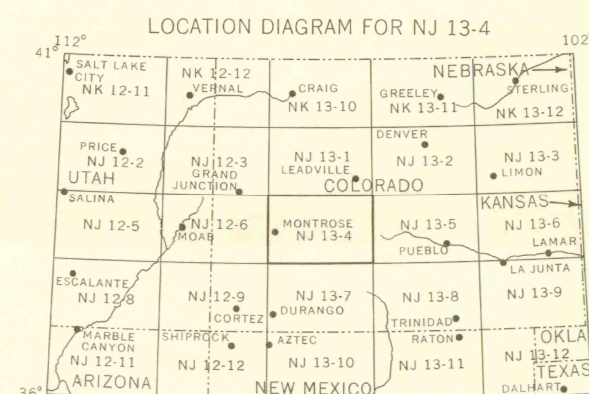 LOCATION DIAGRAM FOR NJ 13-4
112°
102°
41°
SALT LAKE
CITY
NK 12-11
NK 12-12
VERNAL
CRAIG
NK 13-10
GREELEY
NK 13-11
NEBRASKA
STERLING
NK 13-12
PRICE
NJ 12-2
UTAH
NJ 12-3
GRAND
JUNCTION
NJ 13-1
LEADVILLE
COLORADO
DENVER
NJ 13-2
NJ 13-3
LIMON
SALINA
NJ 12-5
NJ 12-6
MOAB
MONTROSE
NJ 13-4
NJ 13-5
PUEBLO
KANSAS
NJ 13-6
LAMAR
ESCALANTE
NJ 12-8
NJ 12-9
CORTEZ
NJ 13-7
DURANGO
NJ 13-8
TRINIDAD
LA JUNTA
NJ 13-9
MARBLE
CANYON
NJ 12-11
ARIZONA
SHIPROCK
NJ 12-12
AZTEC
NJ 13-10
NEW MEXICO
RATON
NJ 13-11
OKLA
NJ 13-12
TEXAS
DALHART
36°